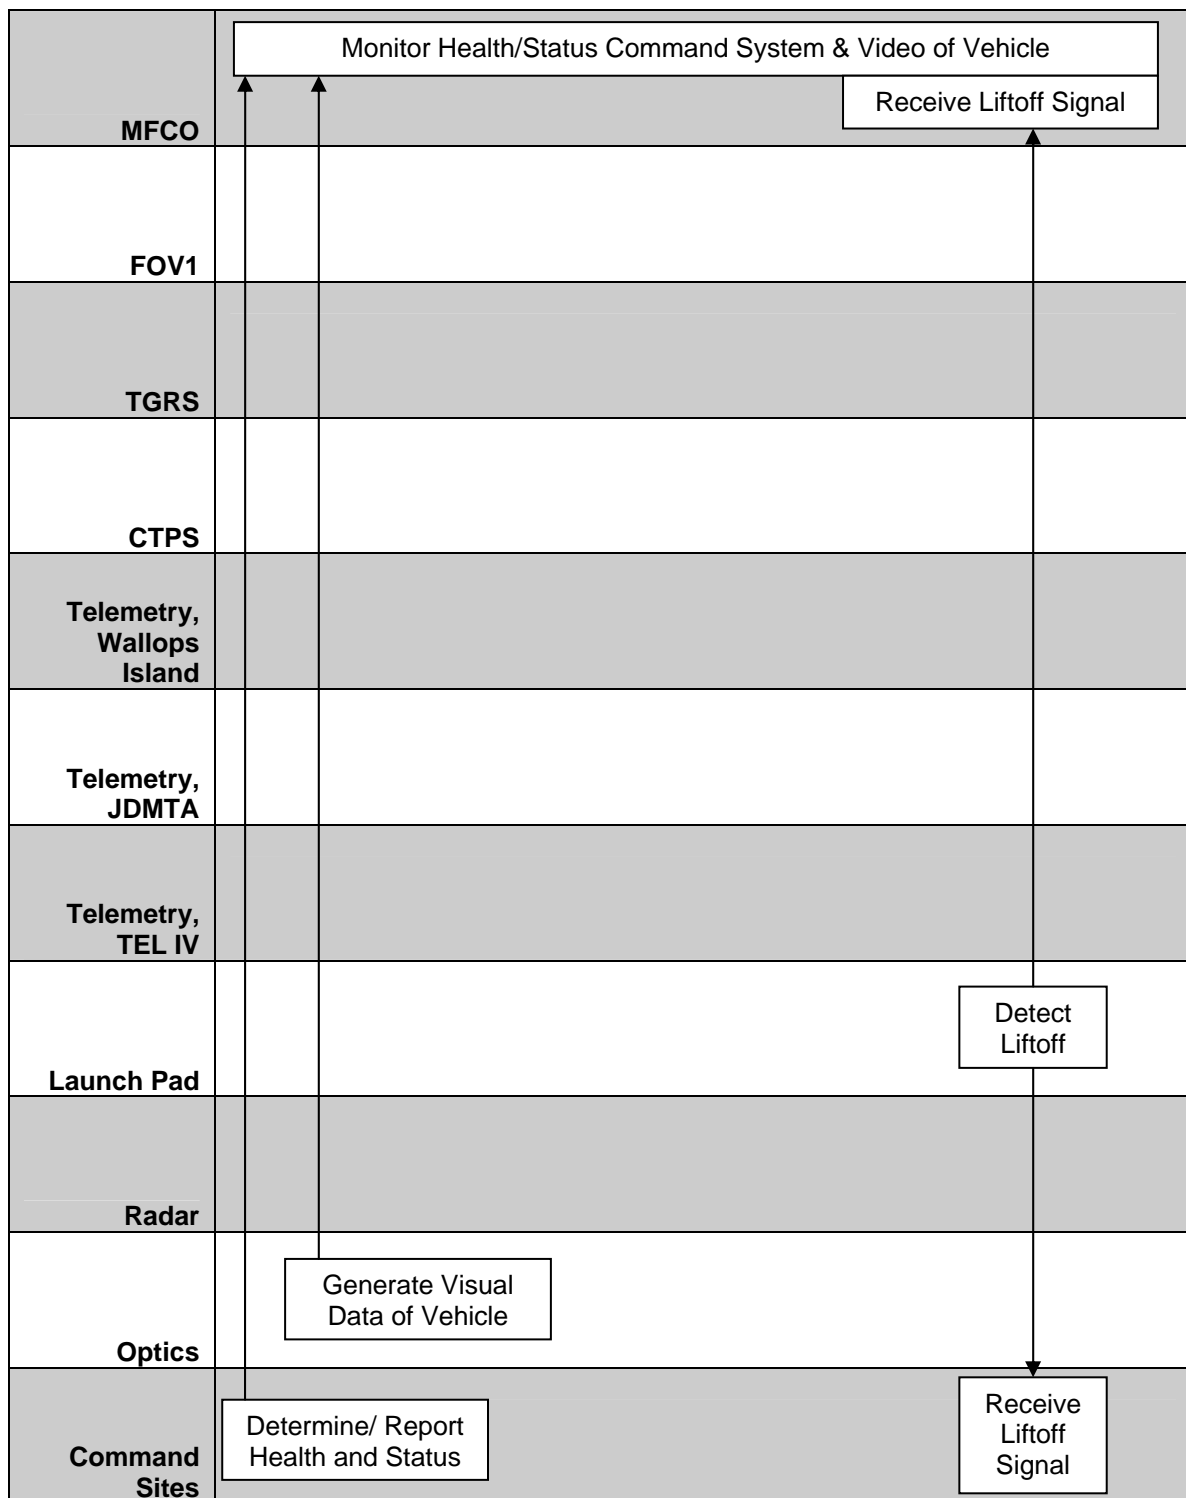 Monitor Health/Status Command System & Video of Vehicle
Receive Liftoff Signal
MFCO
FOV1
TGRS
CTPS
Telemetry,
Wallops
Island
Telemetry,
JDMTA
Telemetry,
TEL IV
Detect
Liftoff
Launch Pad
Radar
Generate Visual
Data of Vehicle
Optics
Determine/ Report
Health and Status
Receive
Liftoff
Signal
Command
Sites